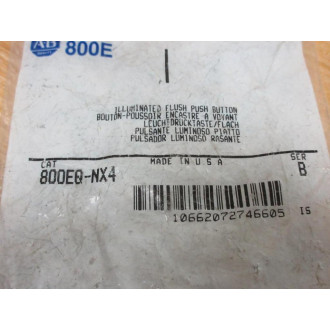 AB 800E
ILLUMINATED FLUSH PUSH BUTTON
BOUTON-POUSSOIR ENCASTRE A VOYANT
LEUCHTDRUCKTASTE/FLACH
PULSANTE LUMINOSO PIATTO
PULSADOR LUMINOSO RASANTE
CAT MADE IN U S A SER
800EQ-NX4 B
10662072746605 IS